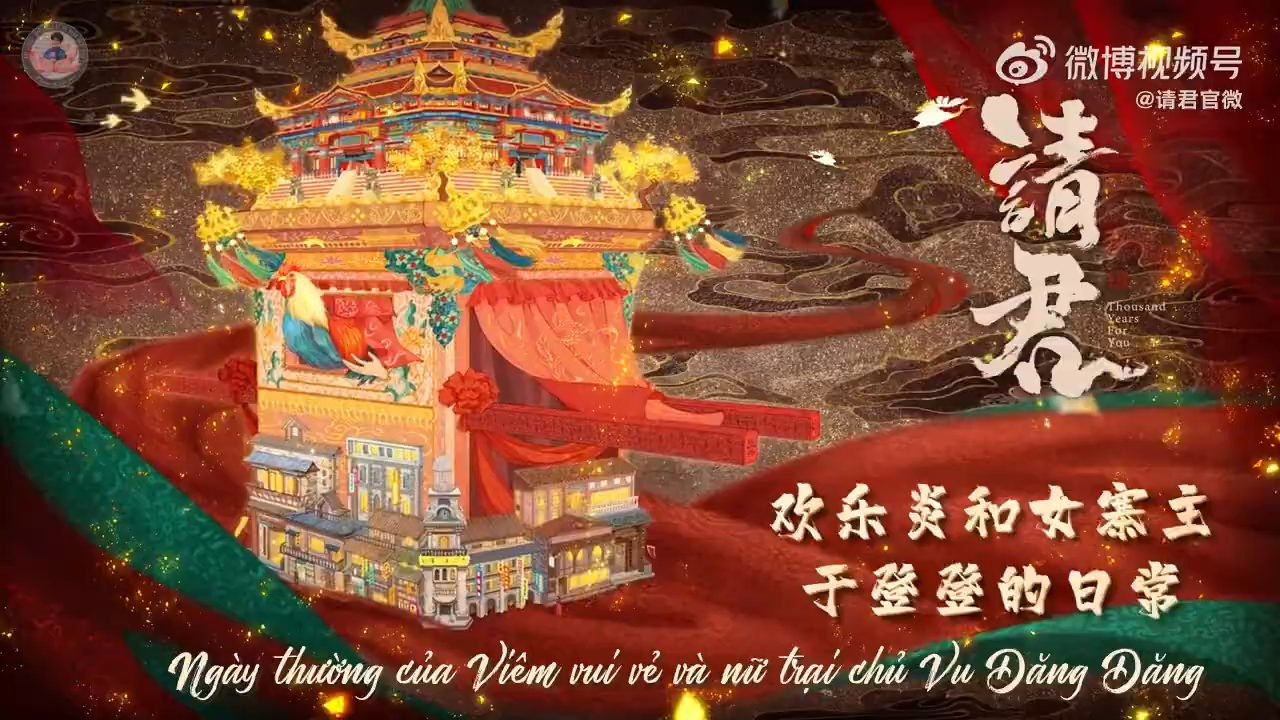 微博视频号
@请君官微
請君
Thousand
Years
For
You
欢乐炎和女寨主
于登登的日常
Ngày thường của Viêm vui vẻ và nữ trại chủ Vu Đăng Đăng